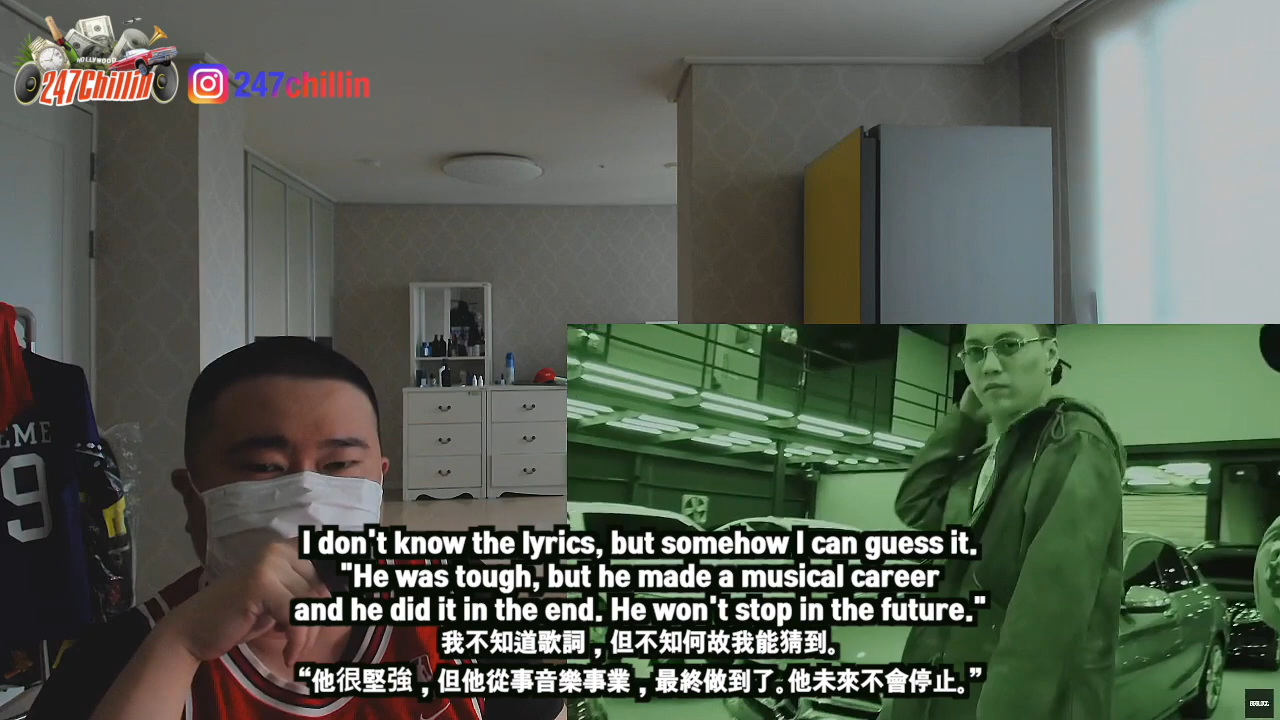 HOLLYWOOD
247Chillin
247chillin
EME
9
I don't know the lyrics, but somehow I can guess it.
"He was tough, but he made a musical career
and he did it in the end. He won't stop in the future."
我不知道歌詞，但不知何故我能猜到。
“他很堅強，但他從事音樂事業，最終做到了。他未來不會停止。”